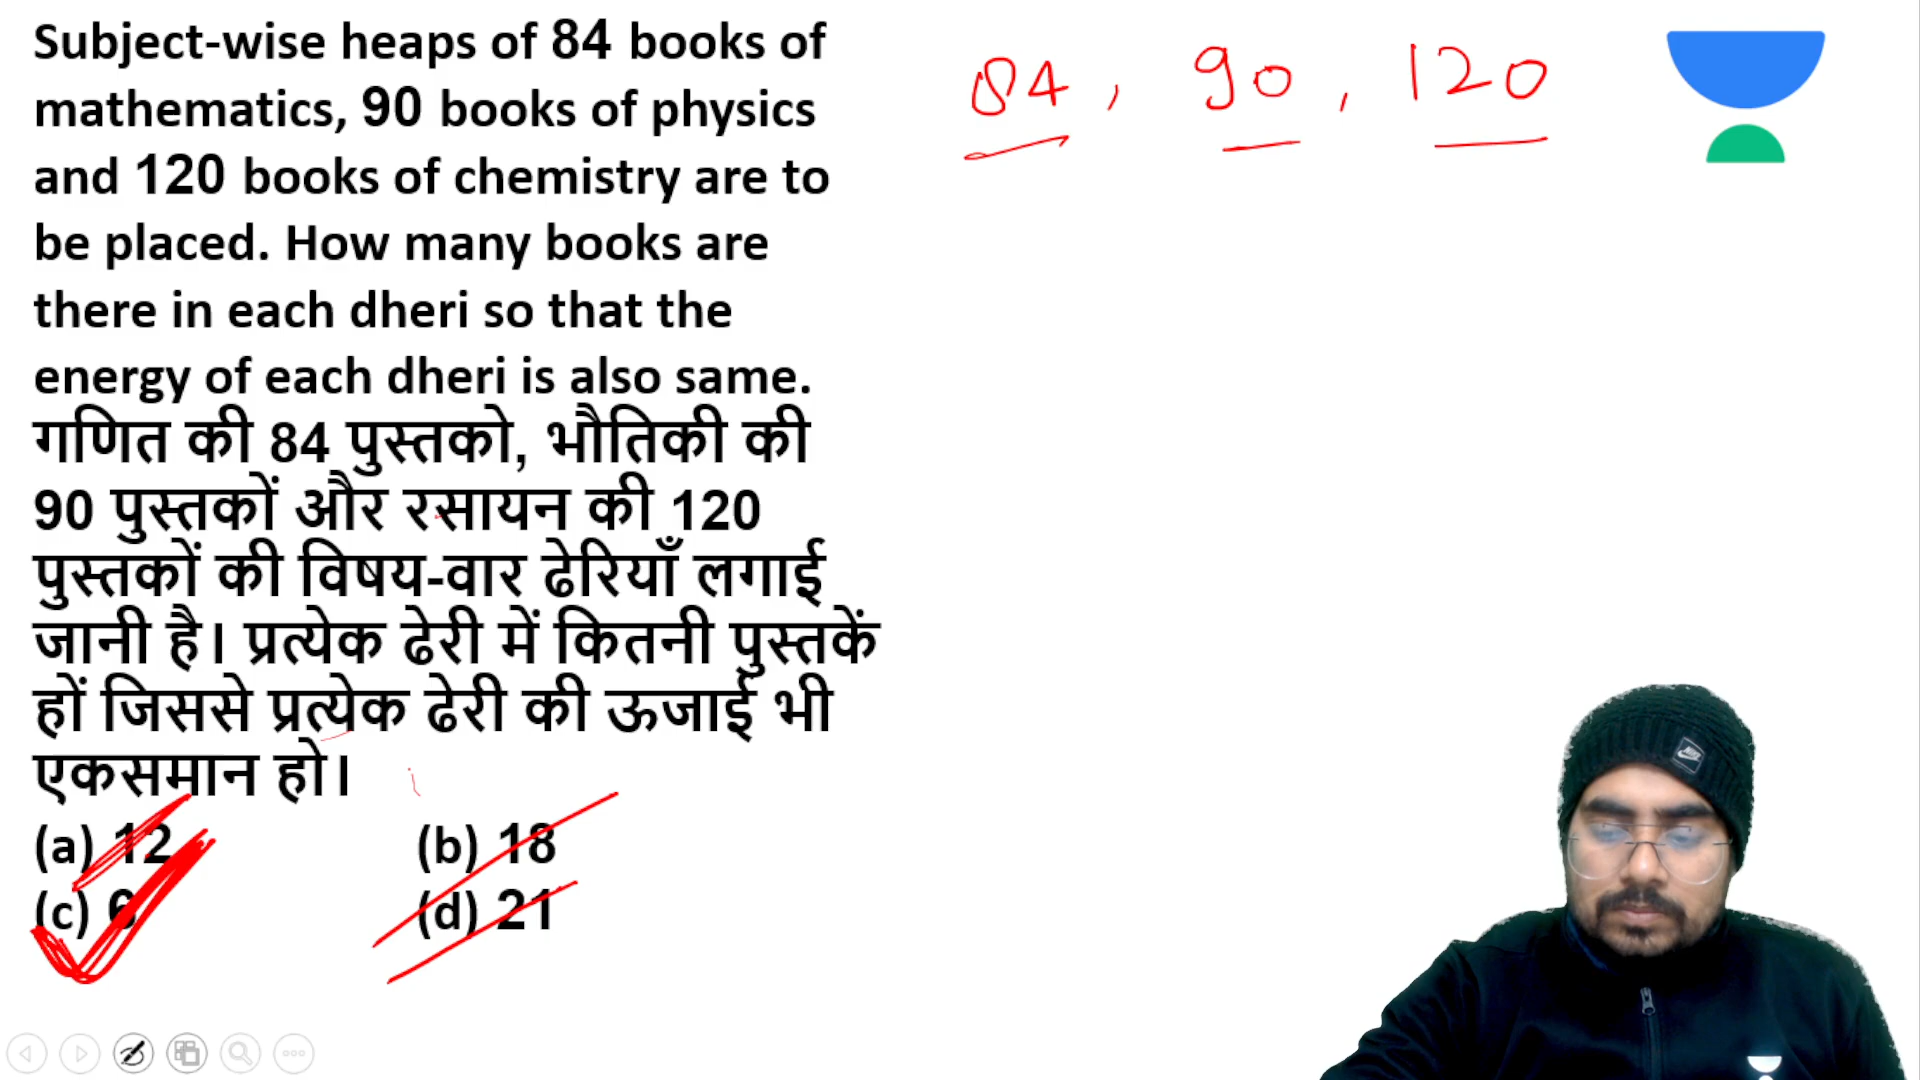 Subject-wise heaps of 84 books of
mathematics, 90 books of physics
and 120 books of chemistry are to
be placed. How many books are
there in each dheri so that the
energy of each dheri is also same.
गणित की 84 पुस्तको, भौतिकी की
90 पुस्तकों और रसायन की 120
पुस्तकों की विषय-वार ढेरियाँ लगाई
जानी है। प्रत्येक ढेरी में कितनी पुस्तकें
हों जिससे प्रत्येक ढेरी की ऊजाई भी
एकसमान हो।
(a) 12 (b) 18
(c) 6 (d) 21
84, 90, 120